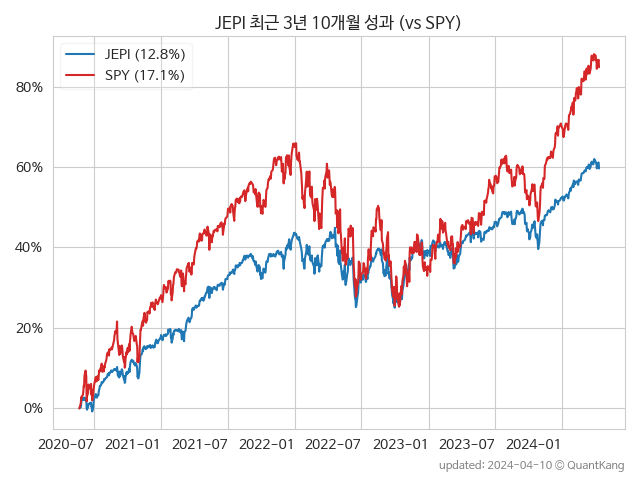 JEPI 최근 3년 10개월 성과 (vs SPY)
JEPI (12.8%)
SPY (17.1%)
80%
60%
40%
20%
0%
2020-07 2021-01 2021-07 2022-01 2022-07 2023-01 2023-07 2024-01
updated: 2024-04-10 © QuantKang